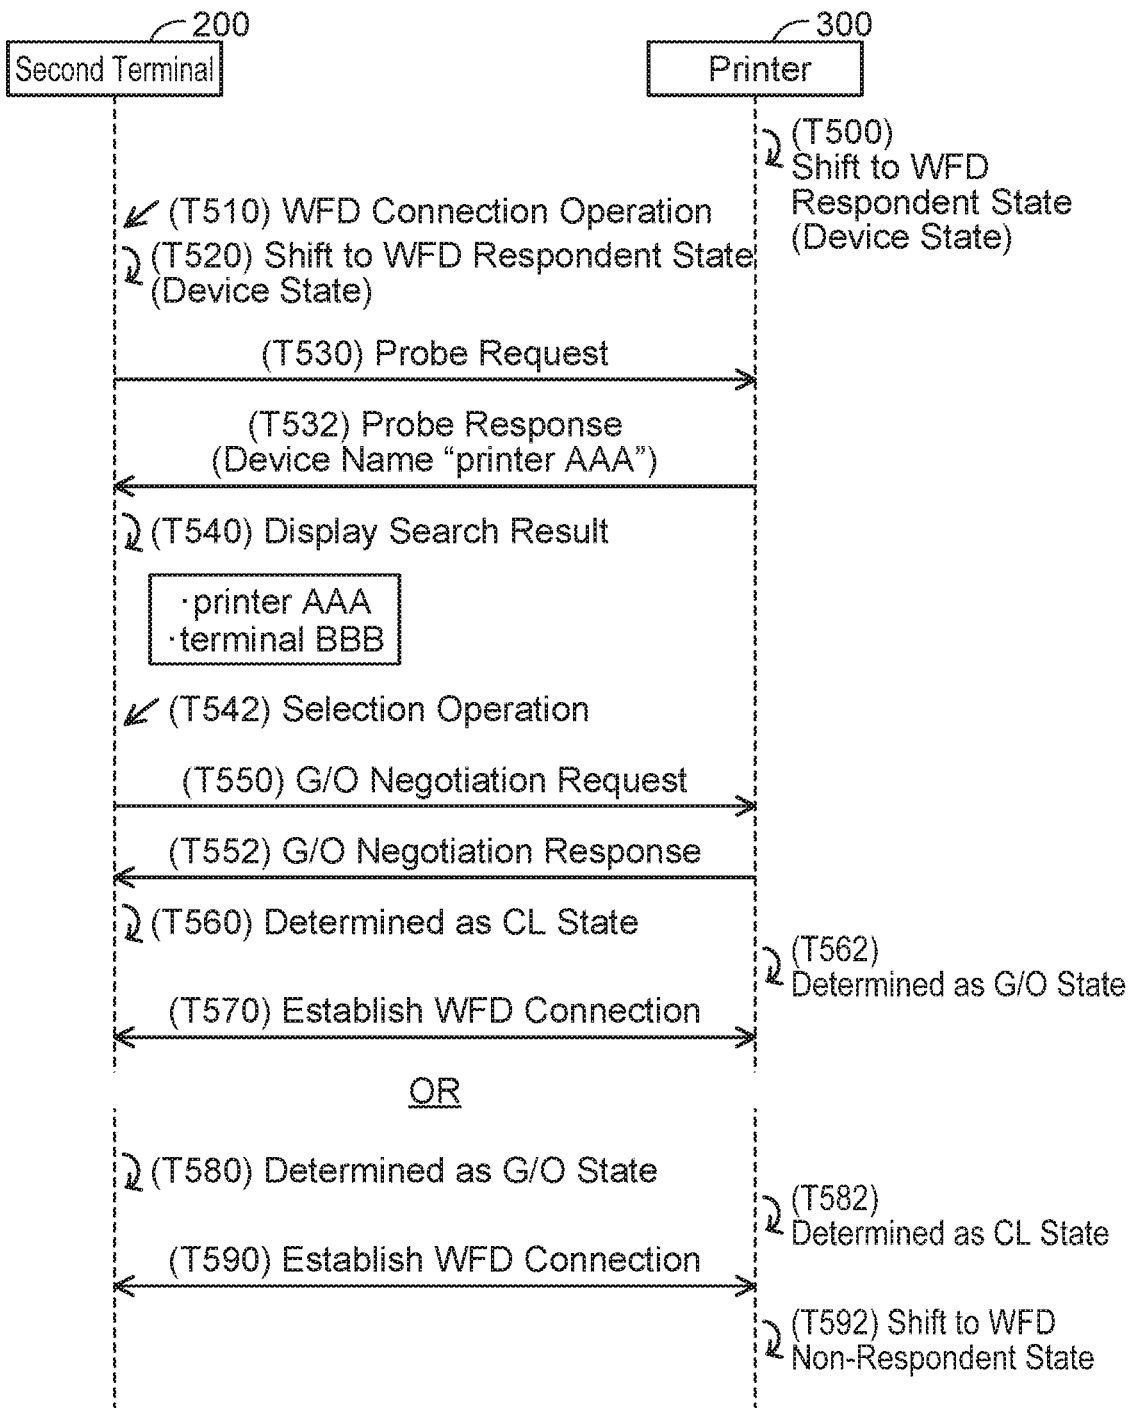 200
300
Second Terminal
Printer
(T500)
Shift to WFD
Respondent State
(Device State)
(T510) WFD Connection Operation
(T520) Shift to WFD Respondent State
(Device State)
(T530) Probe Request
(T532) Probe Response
(Device Name “printer AAA”)
(T540) Display Search Result
·printer AAA
·terminal BBB
(T542) Selection Operation
(T550) G/O Negotiation Request
(T552) G/O Negotiation Response
(T560) Determined as CL State
(T562)
Determined as G/O State
(T570) Establish WFD Connection
OR
(T580) Determined as G/O State
(T582)
Determined as CL State
(T590) Establish WFD Connection
(T592) Shift to WFD
Non-Respondent State